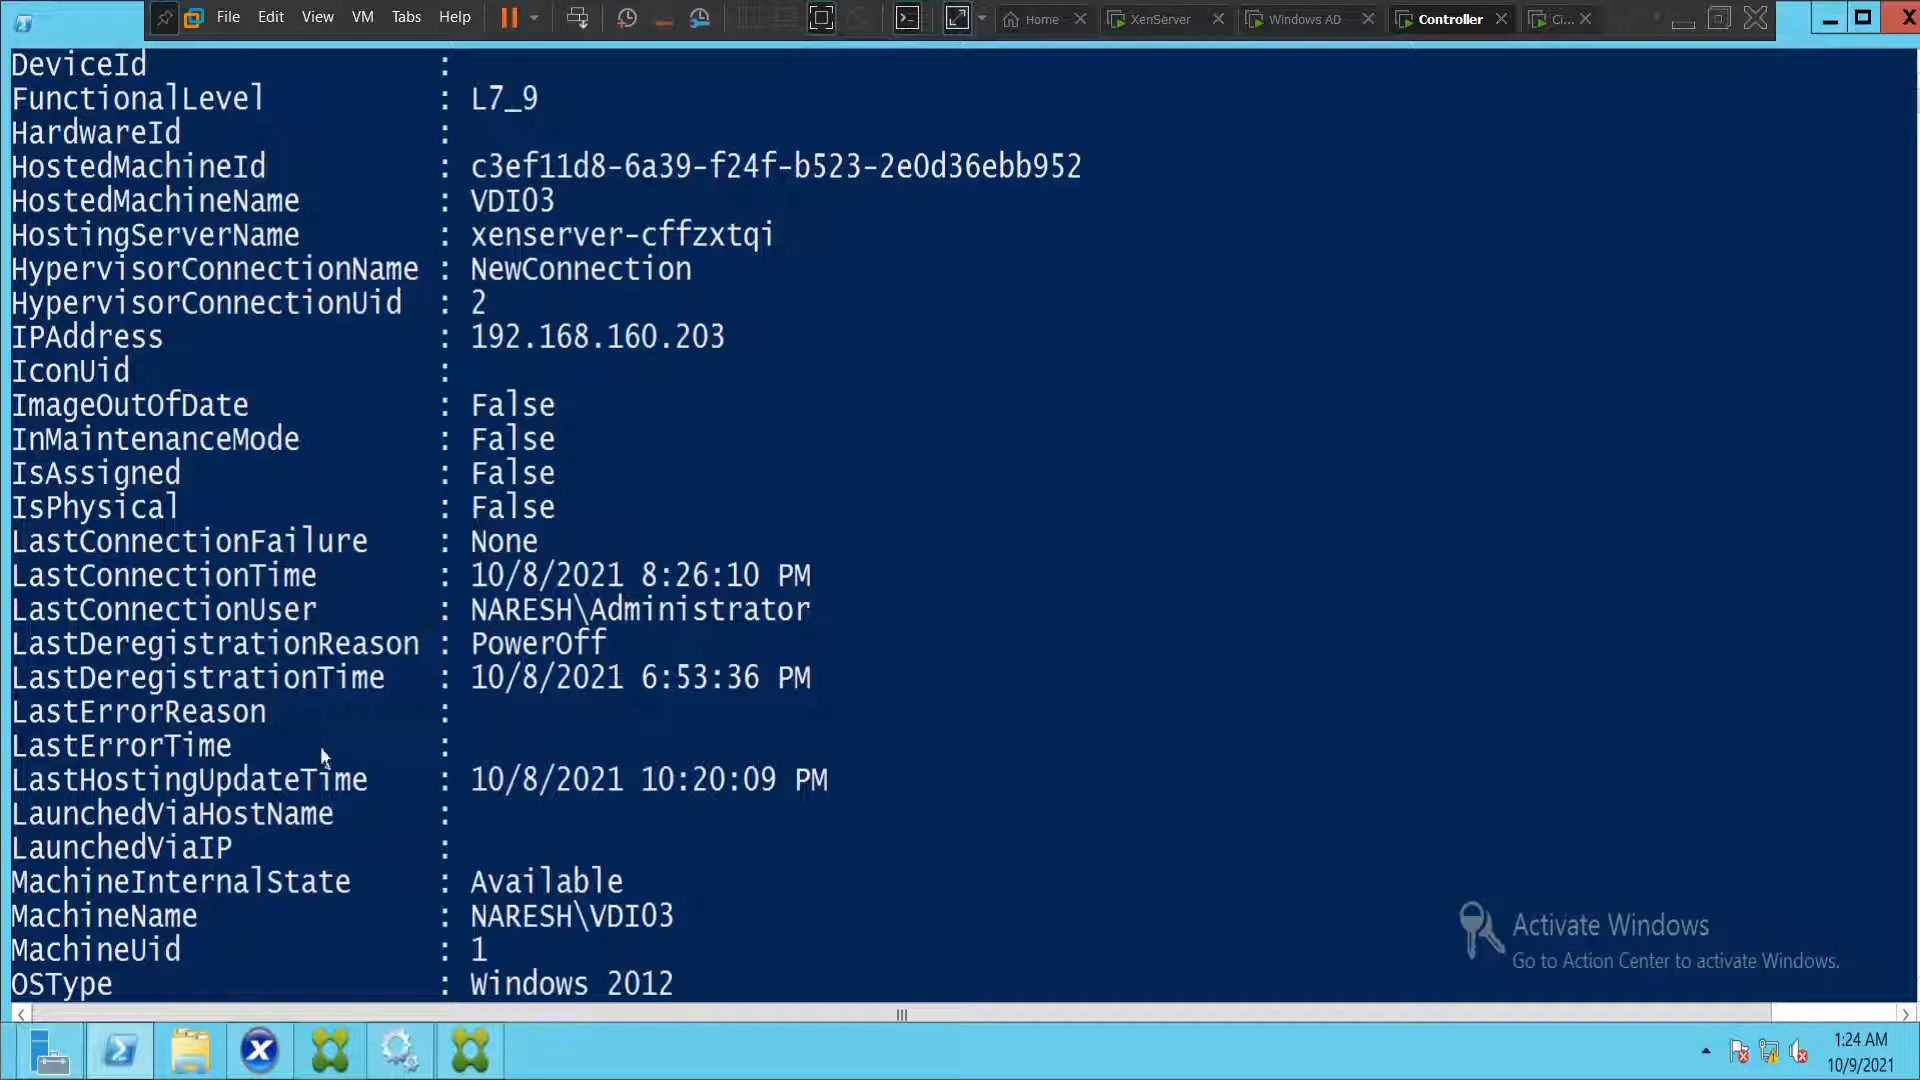 File Edit View VM Tabs Help Home XenServer Windows AD Controller Ci...
DeviceId :
FunctionalLevel : L7_9
HardwareId :
HostedMachineId : c3ef11d8-6a39-f24f-b523-2e0d36ebb952
HostedMachineName : VDI03
HostingServerName : xenserver-cffzxtqi
HypervisorConnectionName : NewConnection
HypervisorConnectionUid : 2
IPAddress : 192.168.160.203
IconUid :
ImageOutOfDate : False
InMaintenanceMode : False
IsAssigned : False
IsPhysical : False
LastConnectionFailure : None
LastConnectionTime : 10/8/2021 8:26:10 PM
LastConnectionUser : NARESH\Administrator
LastDeregistrationReason : PowerOff
LastDeregistrationTime : 10/8/2021 6:53:36 PM
LastErrorReason :
LastErrorTime :
LastHostingUpdateTime : 10/8/2021 10:20:09 PM
LaunchedViaHostName :
LaunchedViaIP :
MachineInternalState : Available
MachineName : NARESH\VDI03
MachineUid : 1
OSType : Windows 2012
Activate Windows
Go to Action Center to activate Windows.
1:24 AM
10/9/2021